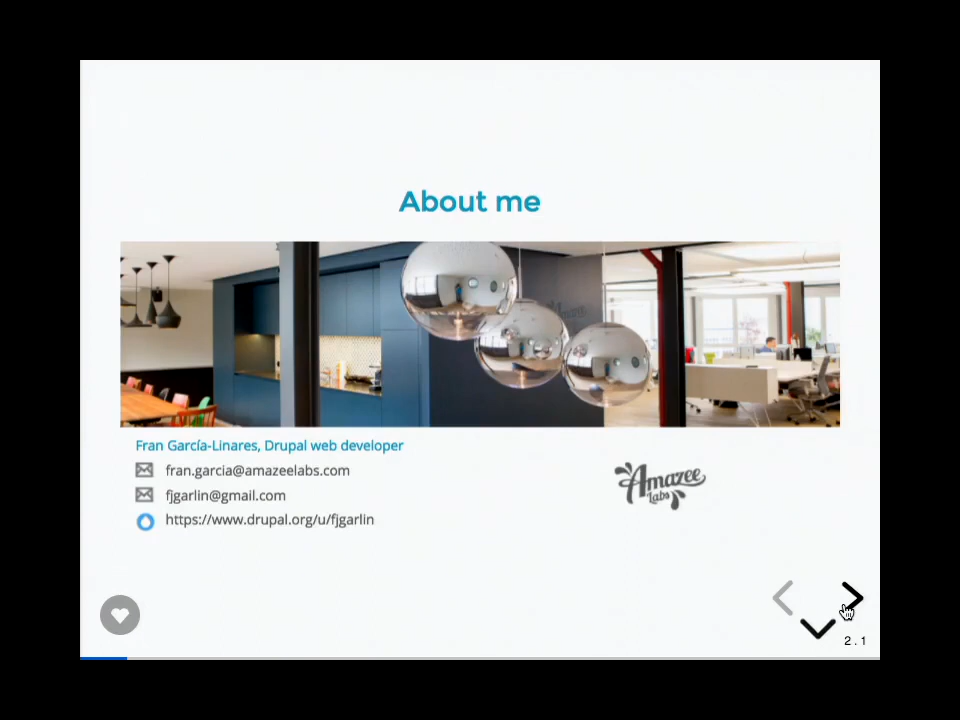 About me
Fran García-Linares, Drupal web developer
fran.garcia@amazeelabs.com
fjgarlin@gmail.com
https://www.drupal.org/u/fjgarlin
Amazee
Labs
2.1